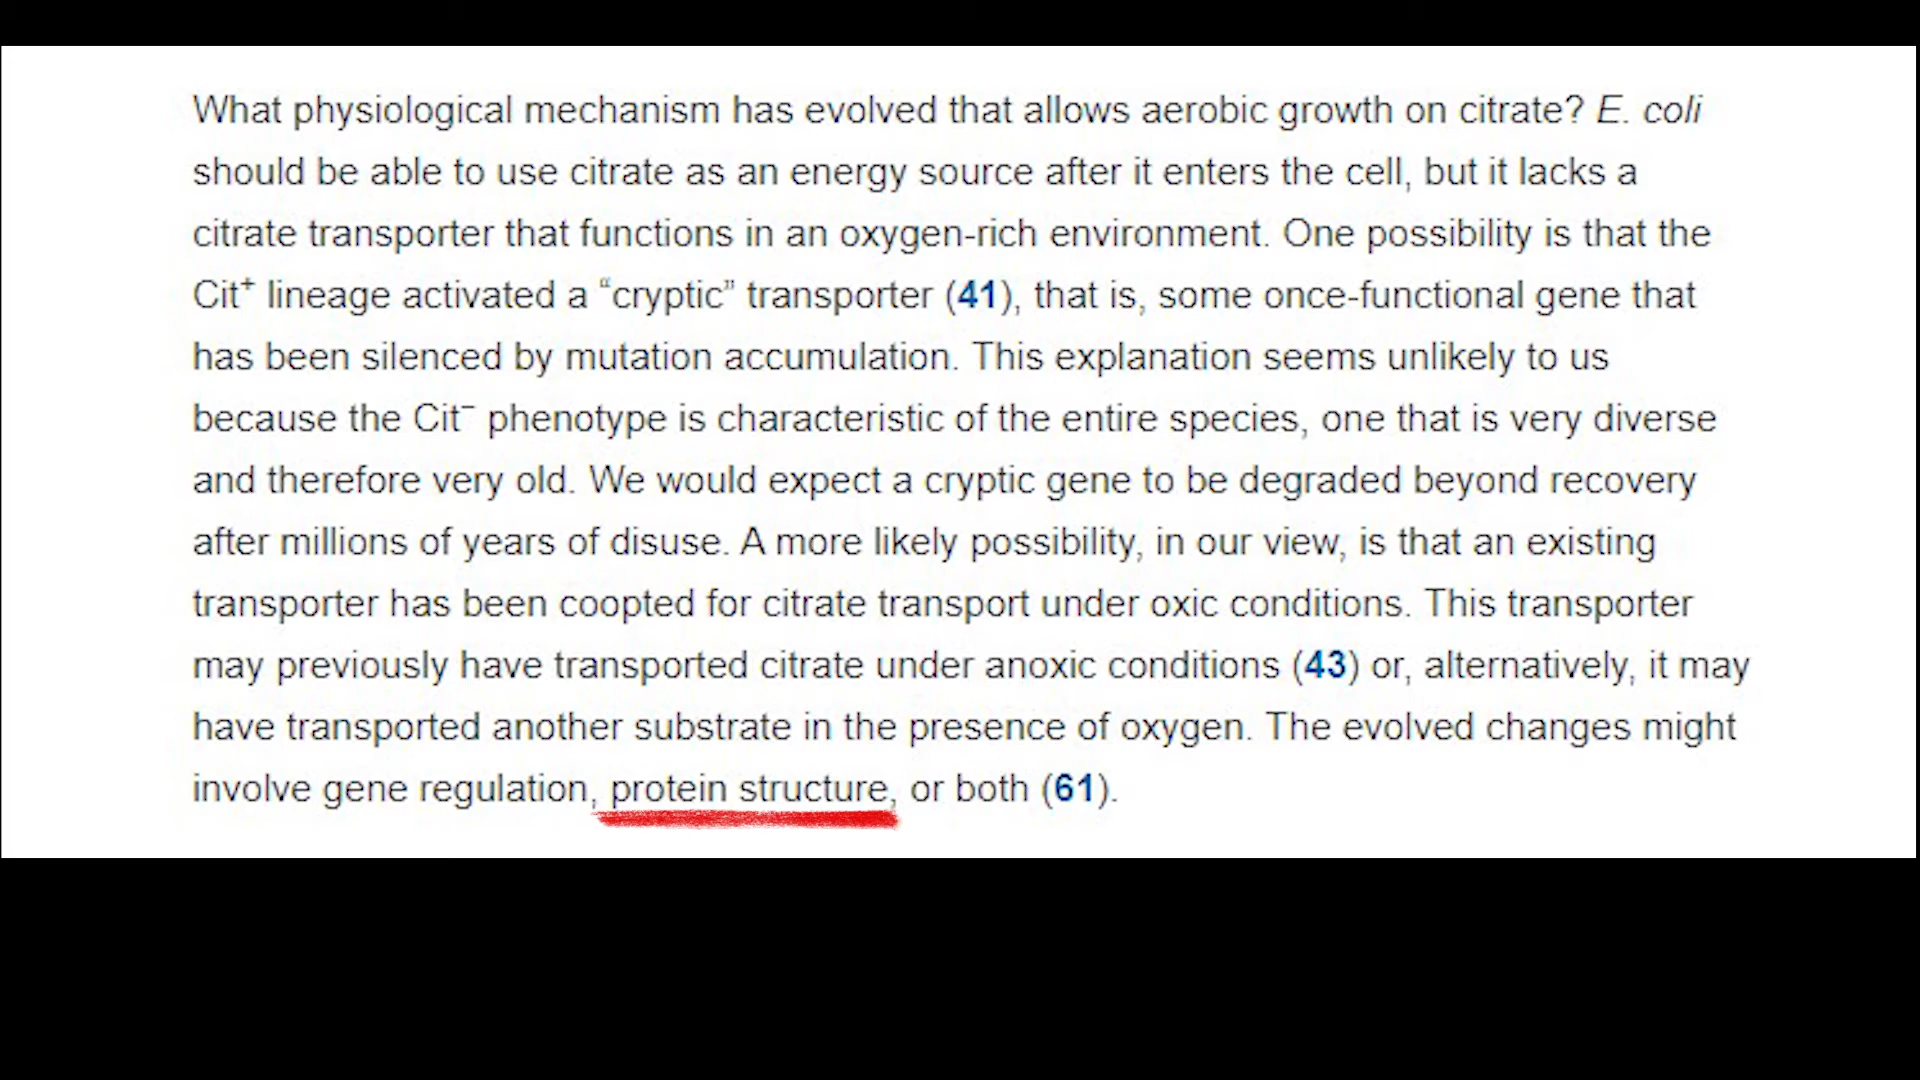 What physiological mechanism has evolved that allows aerobic growth on citrate? E. coli
should be able to use citrate as an energy source after it enters the cell, but it lacks a
citrate transporter that functions in an oxygen-rich environment. One possibility is that the
Cit⁺ lineage activated a “cryptic” transporter (41), that is, some once-functional gene that
has been silenced by mutation accumulation. This explanation seems unlikely to us
because the Cit⁻ phenotype is characteristic of the entire species, one that is very diverse
and therefore very old. We would expect a cryptic gene to be degraded beyond recovery
after millions of years of disuse. A more likely possibility, in our view, is that an existing
transporter has been coopted for citrate transport under oxic conditions. This transporter
may previously have transported citrate under anoxic conditions (43) or, alternatively, it may
have transported another substrate in the presence of oxygen. The evolved changes might
involve gene regulation, protein structure, or both (61).